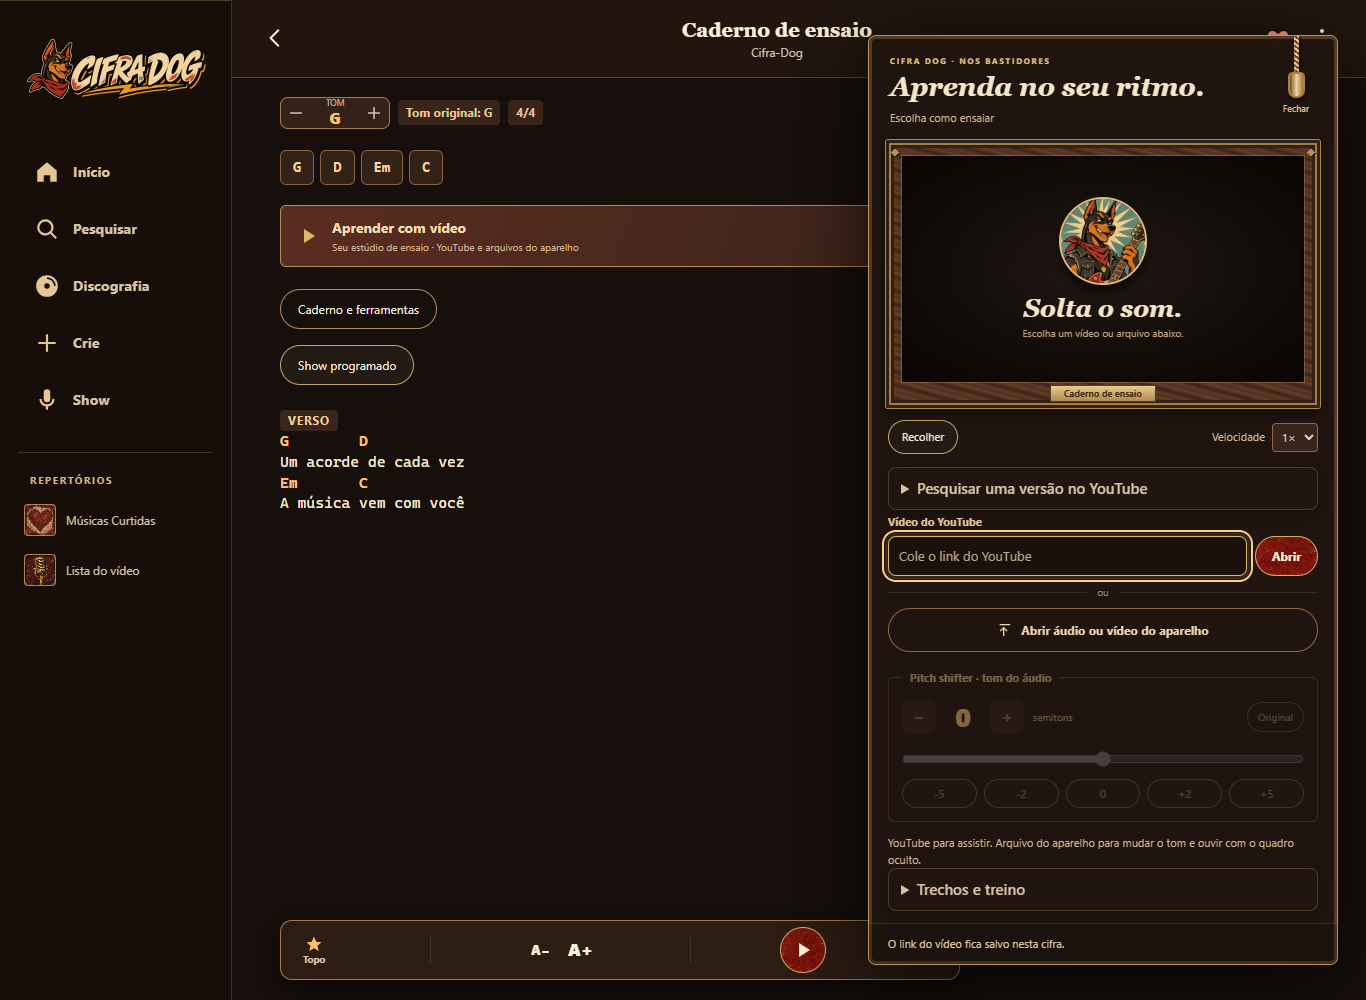 CIFRA DOG
Início
Pesquisar
Discografia
Crie
Show
REPERTÓRIOS
Músicas Curtidas
Lista do vídeo
Caderno de ensaio
Cifra-Dog
TOM
G
Tom original: G
4/4
G
D
Em
C
Aprender com vídeo
Seu estúdio de ensaio · YouTube e arquivos do aparelho
Caderno e ferramentas
Show programado
VERSO
G D
Um acorde de cada vez
Em C
A música vem com você
Topo
A−
A+
CIFRA DOG · NOS BASTIDORES
Aprenda no seu ritmo.
Escolha como ensaiar
Fechar
Solta o som.
Escolha um vídeo ou arquivo abaixo.
Caderno de ensaio
Recolher
Velocidade
1×
Pesquisar uma versão no YouTube
Vídeo do YouTube
Cole o link do YouTube
Abrir
ou
Abrir áudio ou vídeo do aparelho
Pitch shifter · tom do áudio
−
0
+
semitons
Original
-5
-2
0
+2
+5
YouTube para assistir. Arquivo do aparelho para mudar o tom e ouvir com o quadro
oculto.
Trechos e treino
O link do vídeo fica salvo nesta cifra.